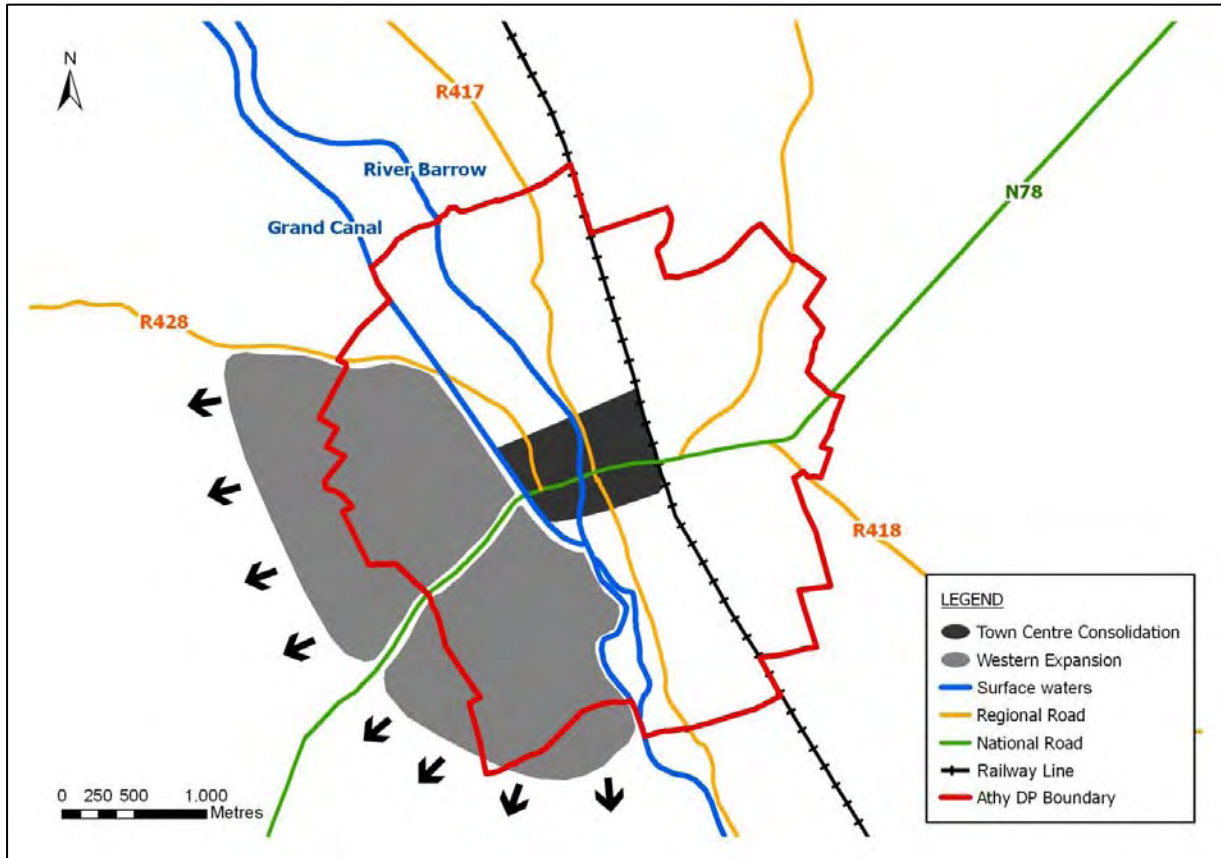 N
R417
River Barrow
N78
Grand Canal
R428
R418
LEGEND
Town Centre Consolidation
Western Expansion
Surface waters
Regional Road
National Road
Railway Line
Athy DP Boundary
0 250 500 1,000
Metres